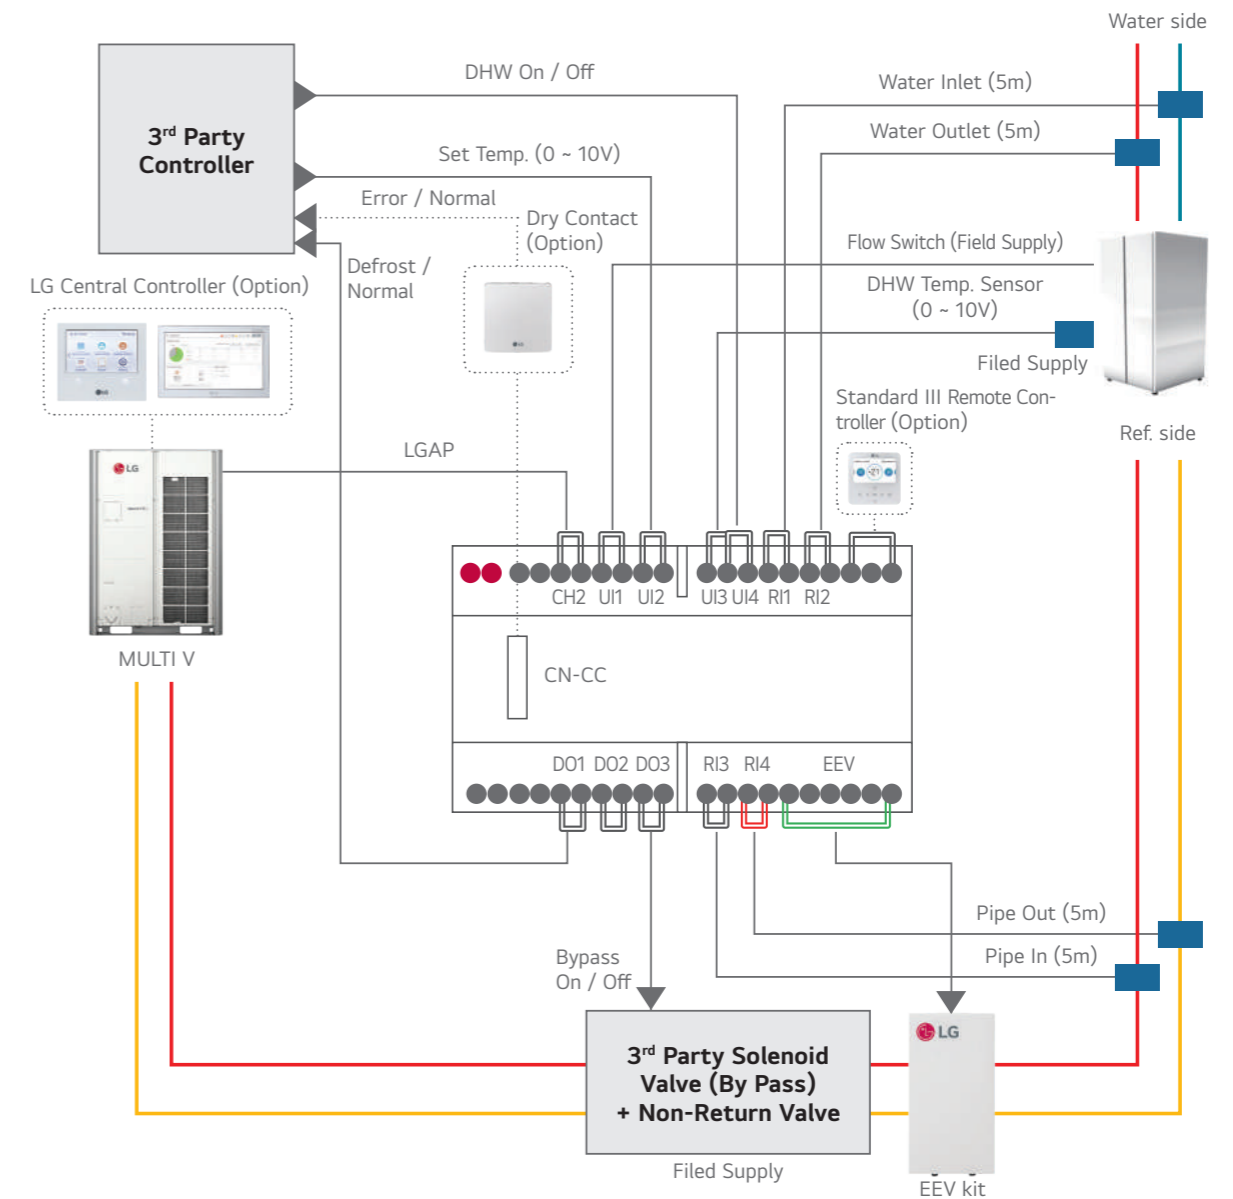 Water side
DHW On / Off
Water Inlet (5m)
3rd Party
Controller
Water Outlet (5m)
Set Temp. (0 ~ 10V)
Error / Normal
Dry Contact
(Option)
Flow Switch (Field Supply)
Defrost /
Normal
LG Central Controller (Option)
DHW Temp. Sensor
(0 ~ 10V)
Filed Supply
Standard III Remote Con-
troller (Option)
Ref. side
LGAP
LG
CH2 UI1 UI2 UI3 UI4 RI1 RI2
MULTI V
CN-CC
DO1 DO2 DO3 RI3 RI4 EEV
Pipe Out (5m)
Bypass
On / Off
Pipe In (5m)
LG
3rd Party Solenoid
Valve (By Pass)
+ Non-Return Valve
Filed Supply
EEV kit